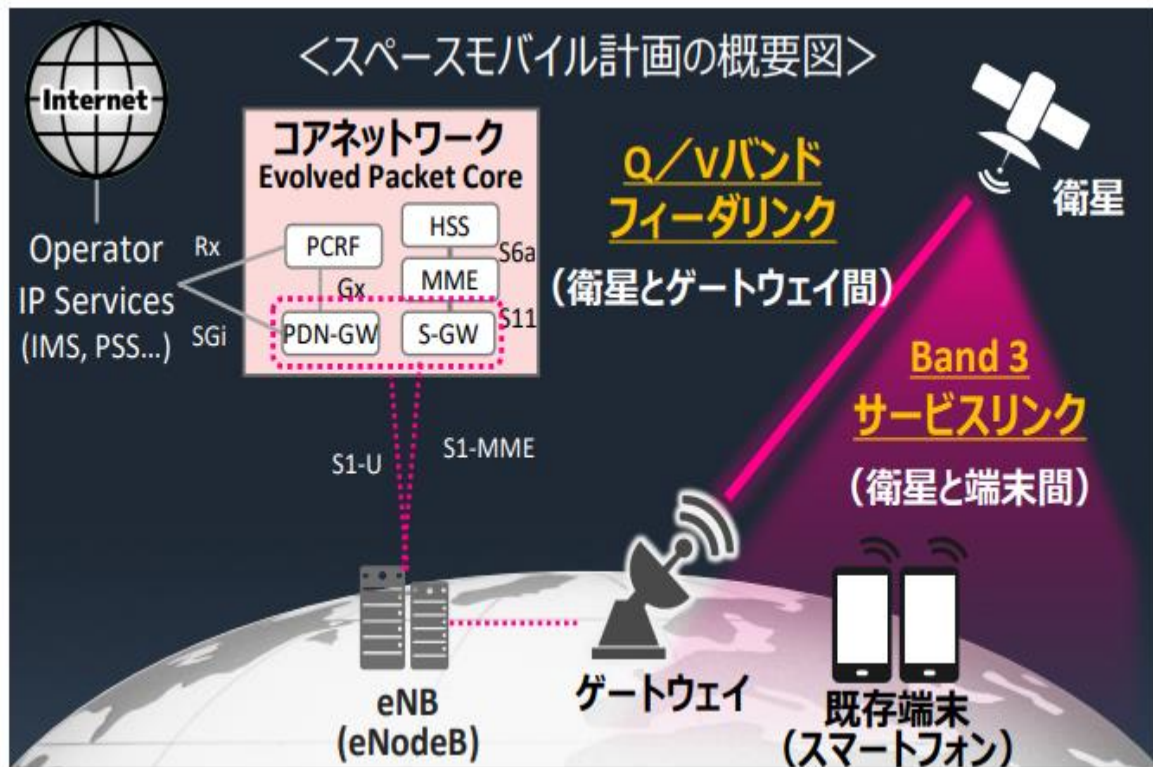 ＜スペースモバイル計画の概要図＞
Internet
コアネットワーク
Evolved Packet Core
HSS
PCRF
S6a
MME
Gx
S11
PDN-GW
S-GW
Operator
IP Services
(IMS, PSS...)
Rx
SGi
Q／Vバンド
フィーダリンク
（衛星とゲートウェイ間）
衛星
Band 3
サービスリンク
（衛星と端末間）
S1-U
S1-MME
eNB
(eNodeB)
ゲートウェイ
既存端末
（スマートフォン）